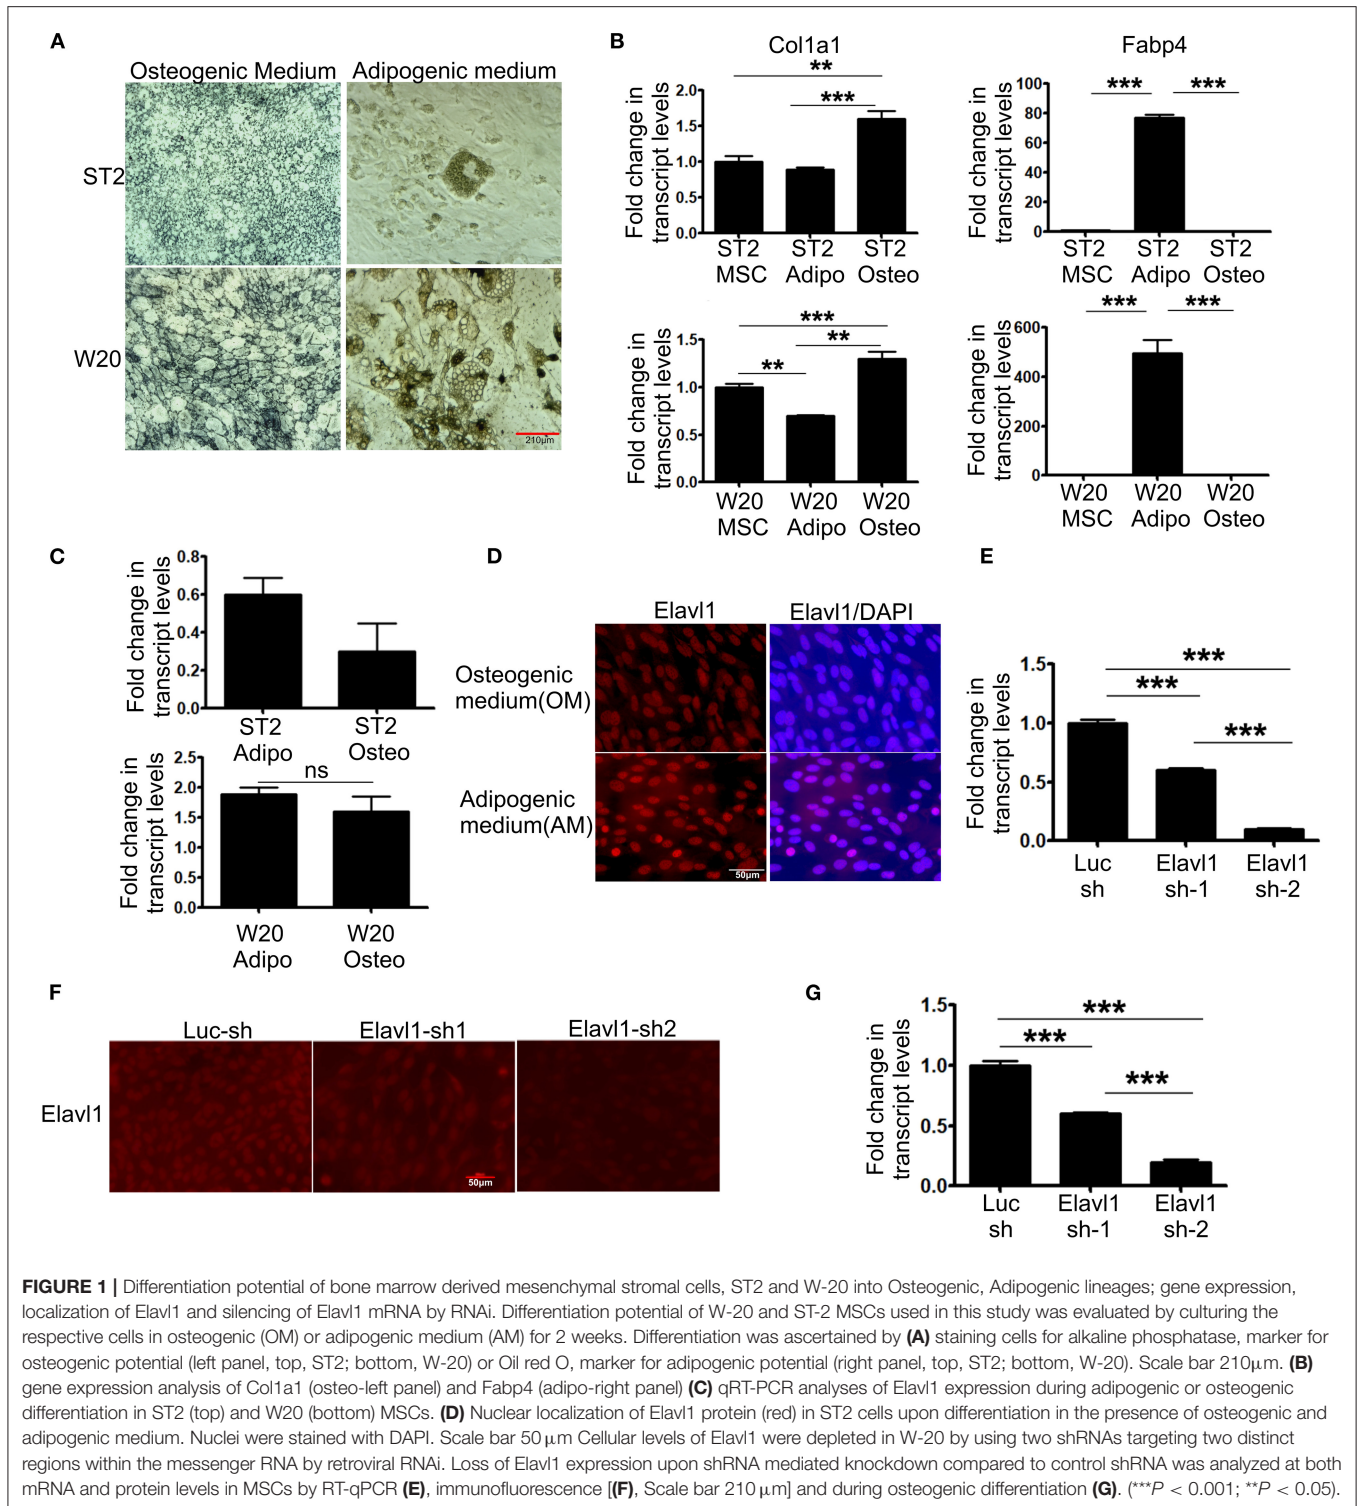 A
Osteogenic Medium
Adipogenic medium
ST2
W20
210µm
B
Col1a1
Fabp4
Fold change in
transcript levels
2.0
1.5
1.0
0.5
0.0
**
***
ST2
MSC
ST2
Adipo
ST2
Osteo
Fold change in
transcript levels
100
80
60
40
20
0
***
***
ST2
MSC
ST2
Adipo
ST2
Osteo
Fold change in
transcript levels
1.5
1.0
0.5
0.0
***
**
**
W20
MSC
W20
Adipo
W20
Osteo
Fold change in
transcript levels
600
400
200
0
***
***
W20
MSC
W20
Adipo
W20
Osteo
C
Fold change in
transcript levels
0.8
0.6
0.4
0.2
0.0
ST2
Adipo
ST2
Osteo
Fold change in
transcript levels
2.5
2.0
1.5
1.0
0.5
0.0
ns
W20
Adipo
W20
Osteo
D
Elavl1
Elavl1/DAPI
Osteogenic
medium(OM)
Adipogenic
medium(AM)
50µm
E
Fold change in
transcript levels
1.5
1.0
0.5
0.0
***
***
***
Luc
sh
Elavl1
sh-1
Elavl1
sh-2
F
Luc-sh
Elavl1-sh1
Elavl1-sh2
Elavl1
50µm
G
Fold change in
transcript levels
1.5
1.0
0.5
0.0
***
***
***
Luc
sh
Elavl1
sh-1
Elavl1
sh-2
FIGURE 1 | Differentiation potential of bone marrow derived mesenchymal stromal cells, ST2 and W-20 into Osteogenic, Adipogenic lineages; gene expression,
localization of Elavl1 and silencing of Elavl1 mRNA by RNAi. Differentiation potential of W-20 and ST-2 MSCs used in this study was evaluated by culturing the
respective cells in osteogenic (OM) or adipogenic medium (AM) for 2 weeks. Differentiation was ascertained by (A) staining cells for alkaline phosphatase, marker for
osteogenic potential (left panel, top, ST2; bottom, W-20) or Oil red O, marker for adipogenic potential (right panel, top, ST2; bottom, W-20). Scale bar 210µm. (B)
gene expression analysis of Col1a1 (osteo-left panel) and Fabp4 (adipo-right panel) (C) qRT-PCR analyses of Elavl1 expression during adipogenic or osteogenic
differentiation in ST2 (top) and W20 (bottom) MSCs. (D) Nuclear localization of Elavl1 protein (red) in ST2 cells upon differentiation in the presence of osteogenic and
adipogenic medium. Nuclei were stained with DAPI. Scale bar 50 µm Cellular levels of Elavl1 were depleted in W-20 by using two shRNAs targeting two distinct
regions within the messenger RNA by retroviral RNAi. Loss of Elavl1 expression upon shRNA mediated knockdown compared to control shRNA was analyzed at both
mRNA and protein levels in MSCs by RT-qPCR (E), immunofluorescence [(F), Scale bar 210 µm] and during osteogenic differentiation (G). (***P < 0.001; **P < 0.05).